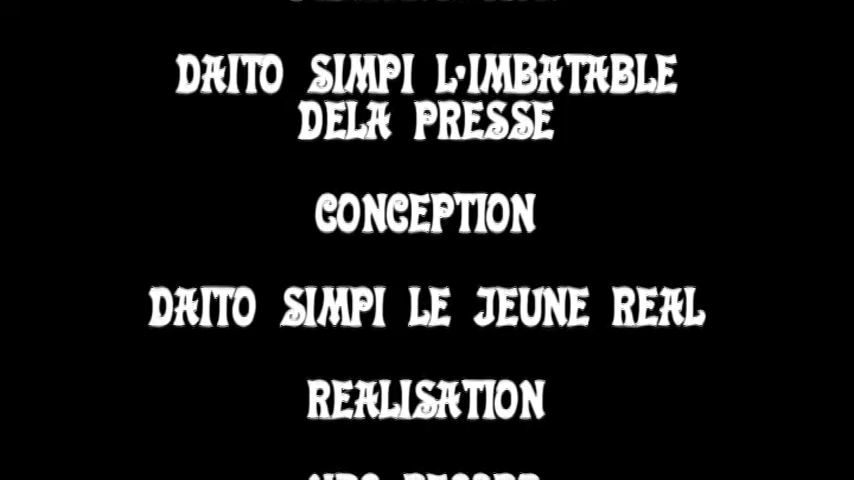 DAITO SIMPI L'IMBATABLE
DELA PRESSE
CONCEPTION
DAITO SIMPI LE JEUNE REAL
REALISATION